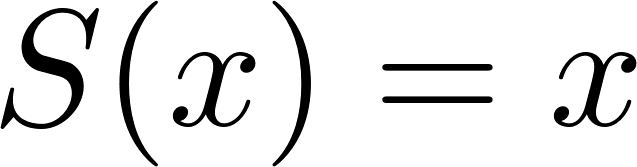 S(x) = x